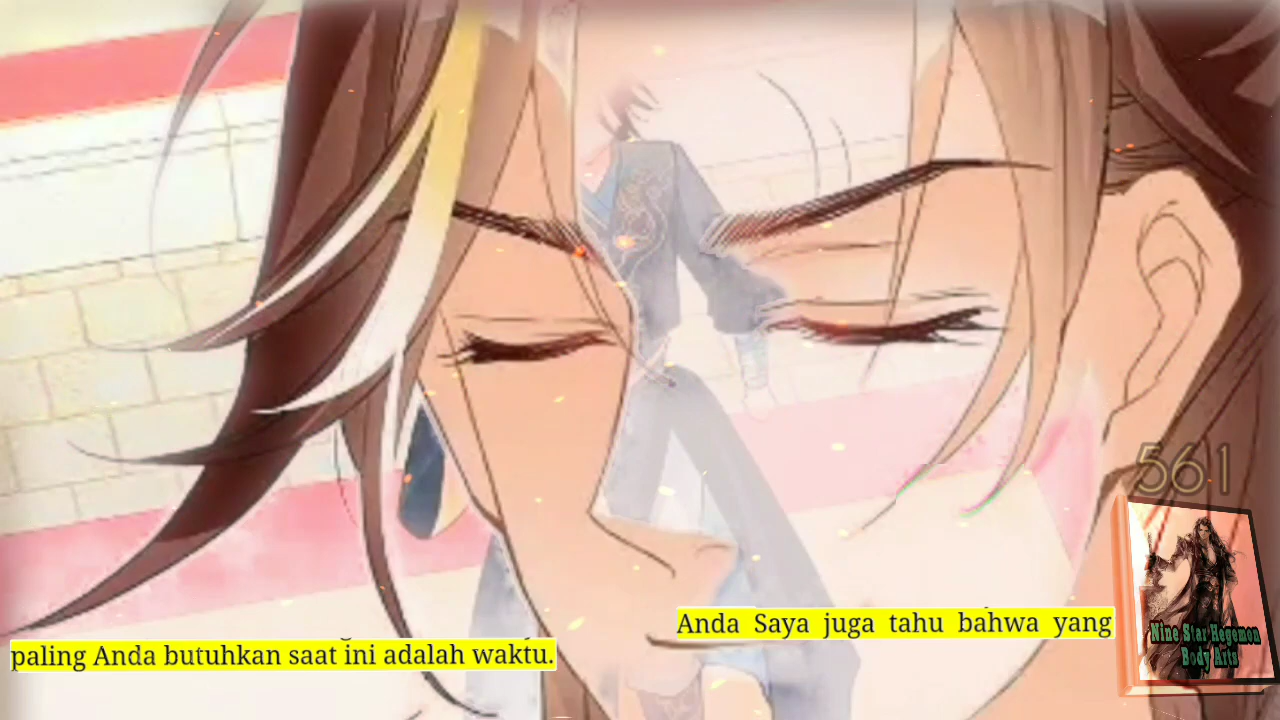 Anda Saya juga tahu bahwa yang
paling Anda butuhkan saat ini adalah waktu.
561
Nine Star Hegemon
Body Arts